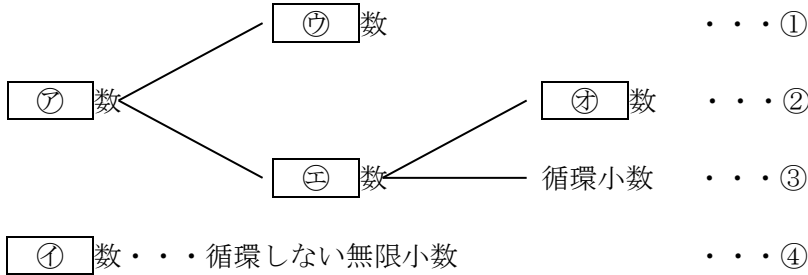 ㋒ 数 ・・・①
㋐ 数 ㋔ 数 ・・・②
㋓ 数 循環小数 ・・・③
㋑ 数・・・循環しない無限小数 ・・・④